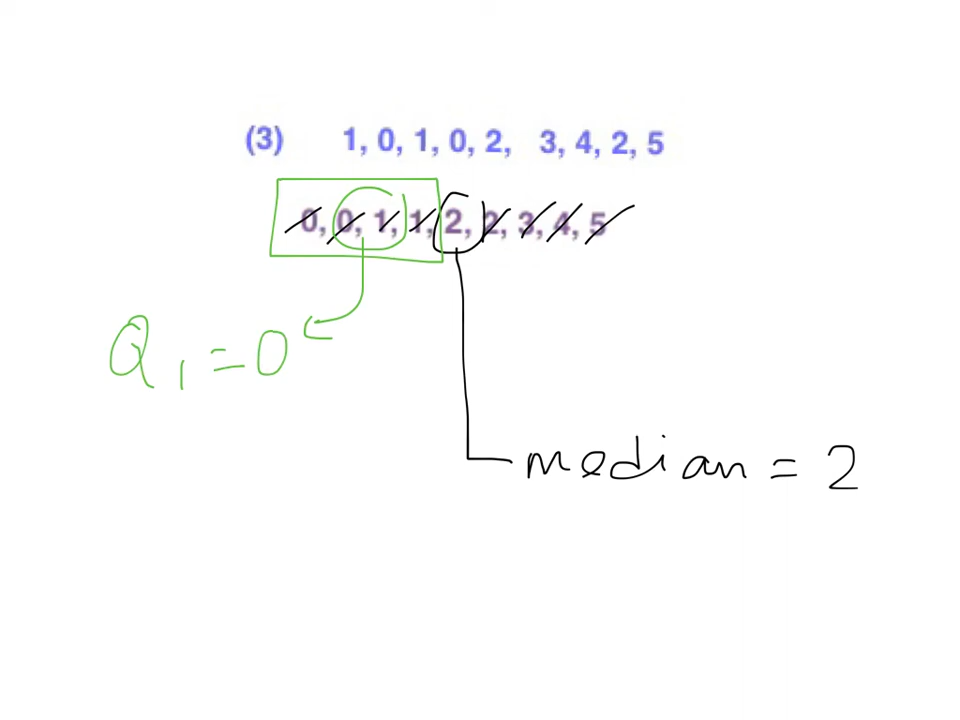 (3) 1, 0, 1, 0, 2, 3, 4, 2, 5
0, 0, 1, 1, 2, 2, 3, 4, 5
Q₁ = 0
median = 2